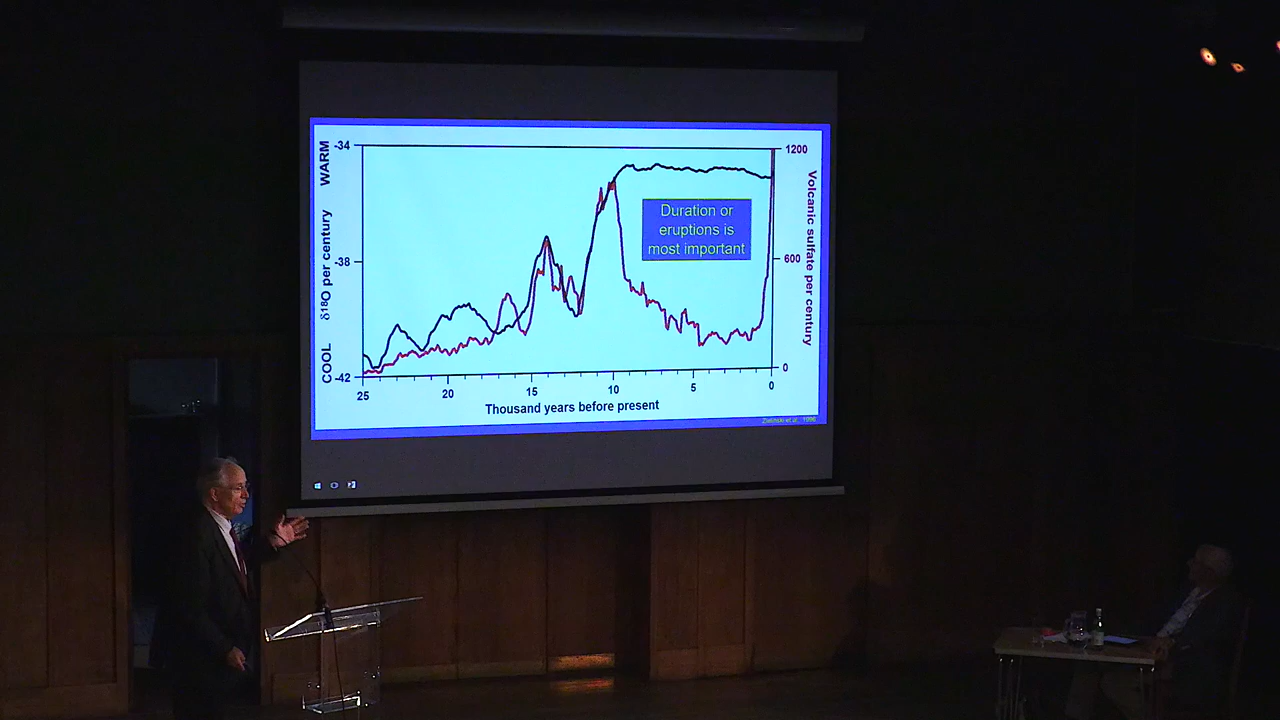 WARM
-34
1200
Duration or
eruptions is
most important
δ18O per century
-38
600
Volcanic sulfate per century
COOL
-42
0
25
20
15
10
5
0
Thousand years before present